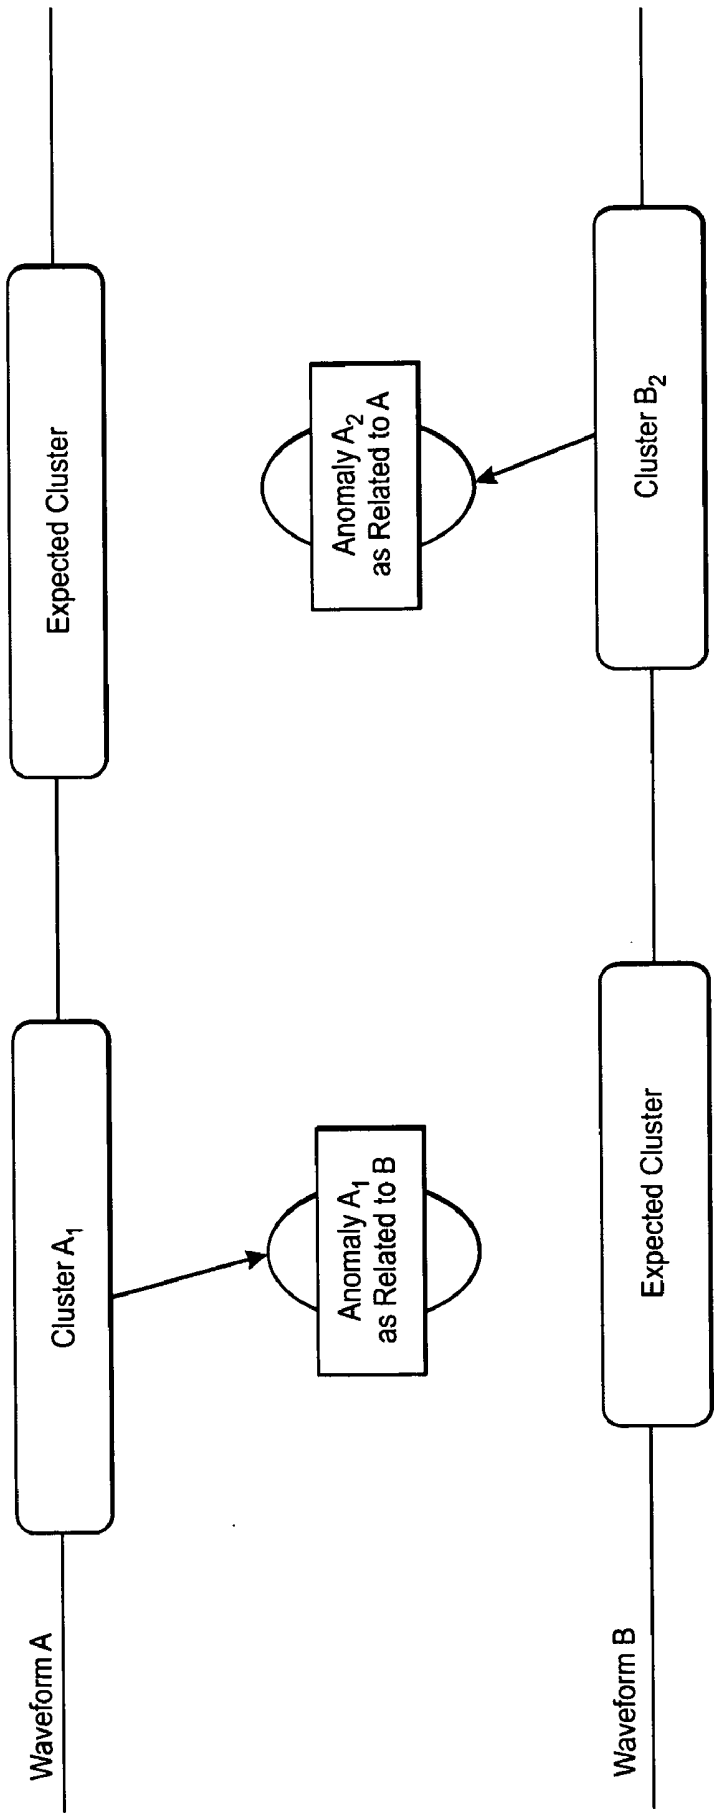 Waveform A
Cluster A₁
Expected Cluster
Anomaly A₁
as Related to B
Anomaly A₂
as Related to A
Waveform B
Expected Cluster
Cluster B₂